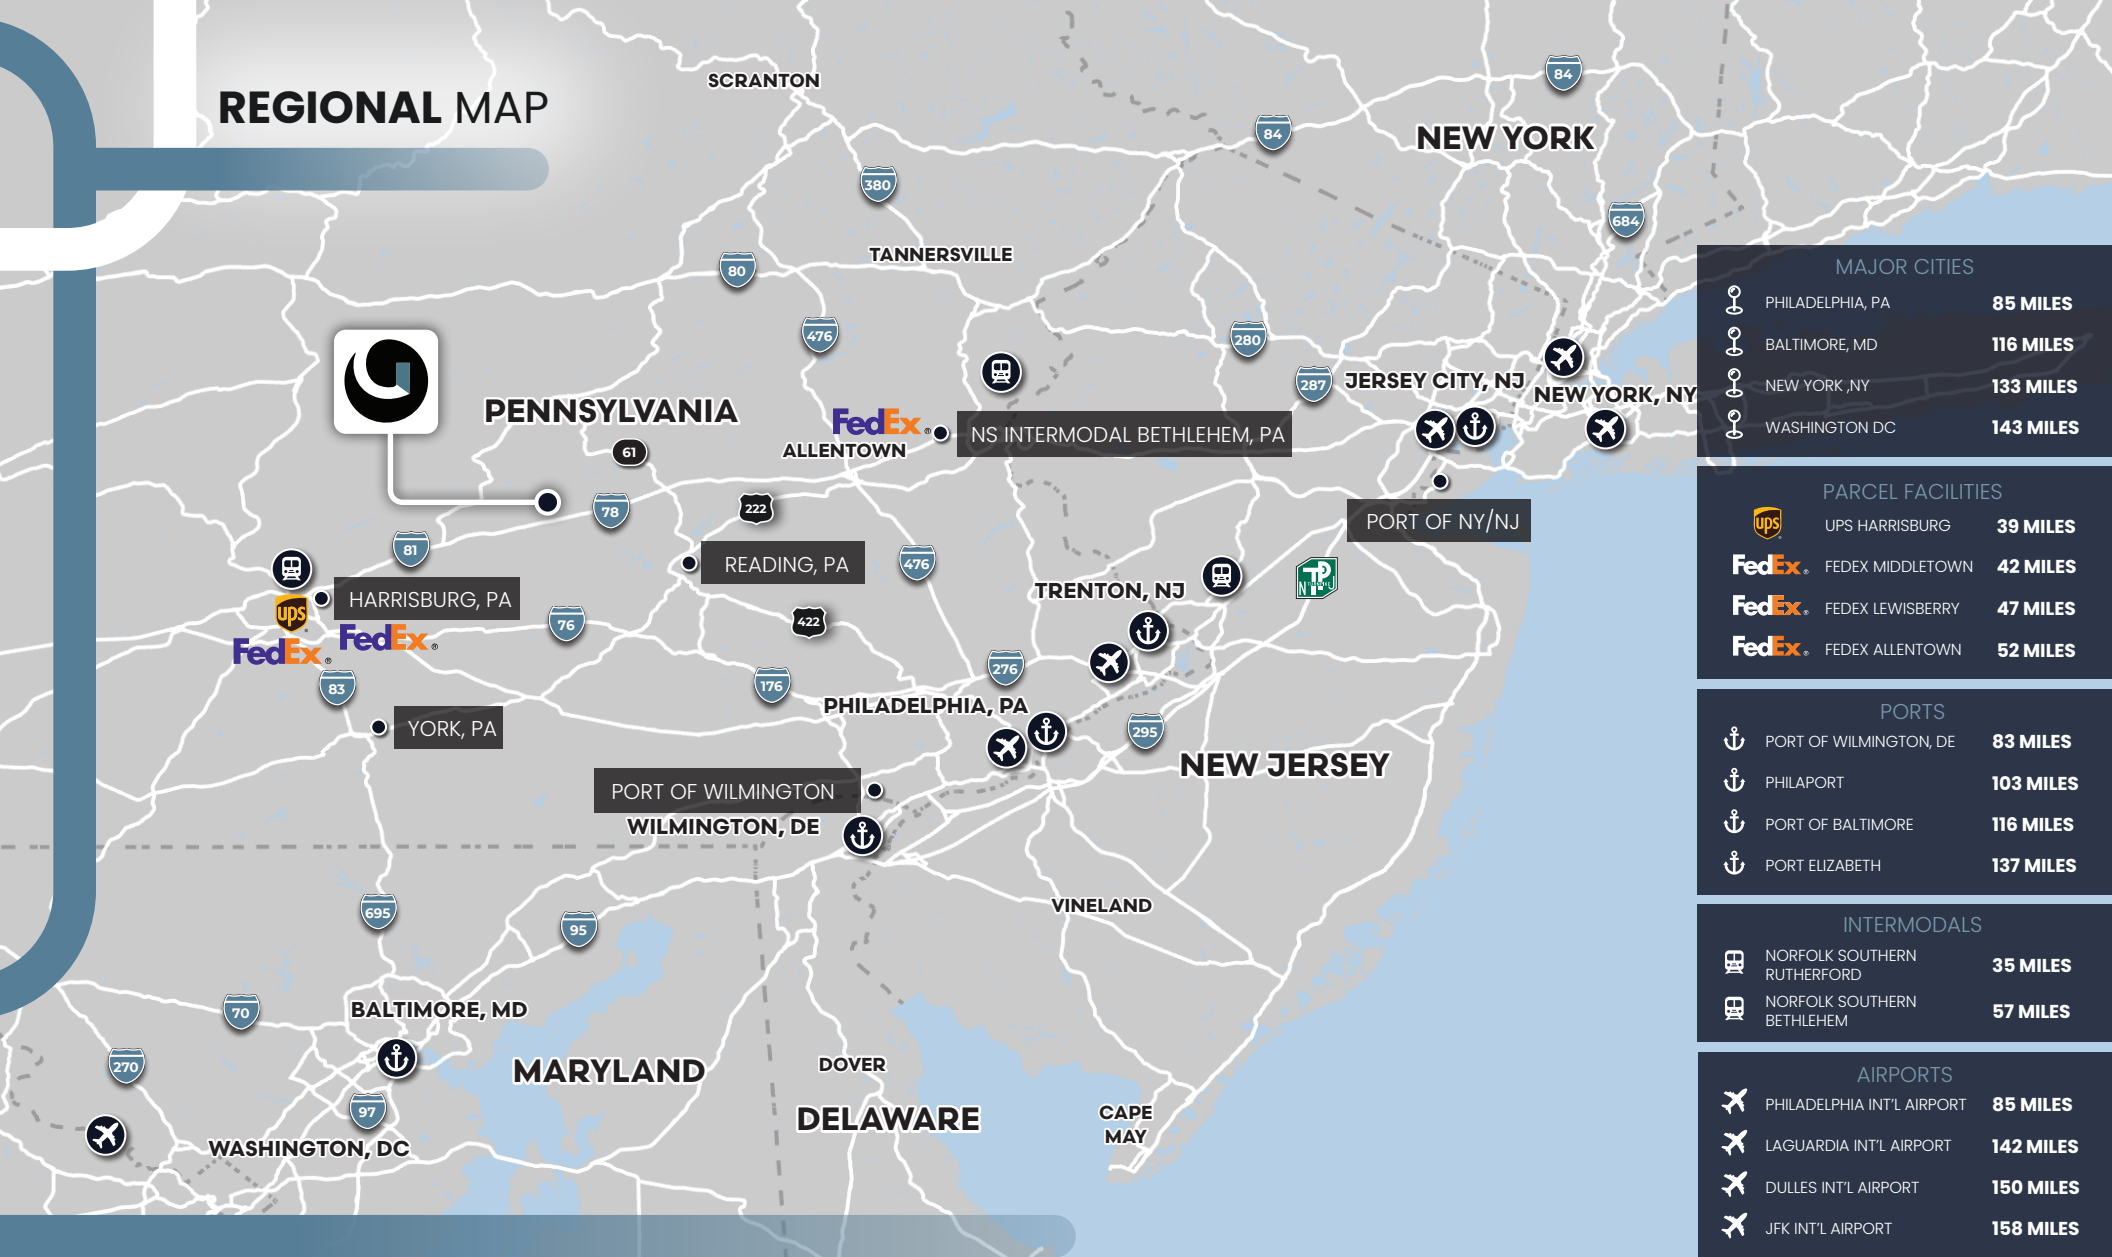 REGIONAL MAP
SCRANTON
84
84
NEW YORK
380
684
TANNERSVILLE
80
476
280
287
JERSEY CITY, NJ
NEW YORK, NY
PENNSYLVANIA
61
FedEx®
ALLENTOWN
NS INTERMODAL BETHLEHEM, PA
78
222
PORT OF NY/NJ
81
READING, PA
476
TRENTON, NJ
NTPJ
HARRISBURG, PA
ups
FedEx®
FedEx®
76
422
83
176
276
PHILADELPHIA, PA
YORK, PA
295
NEW JERSEY
PORT OF WILMINGTON
WILMINGTON, DE
695
95
VINELAND
70
BALTIMORE, MD
270
MARYLAND
DOVER
97
DELAWARE
CAPE
MAY
WASHINGTON, DC
MAJOR CITIES
PHILADELPHIA, PA 85 MILES
BALTIMORE, MD 116 MILES
NEW YORK ,NY 133 MILES
WASHINGTON DC 143 MILES
PARCEL FACILITIES
ups UPS HARRISBURG 39 MILES
FedEx® FEDEX MIDDLETOWN 42 MILES
FedEx® FEDEX LEWISBERRY 47 MILES
FedEx® FEDEX ALLENTOWN 52 MILES
PORTS
PORT OF WILMINGTON, DE 83 MILES
PHILAPORT 103 MILES
PORT OF BALTIMORE 116 MILES
PORT ELIZABETH 137 MILES
INTERMODALS
NORFOLK SOUTHERN
RUTHERFORD 35 MILES
NORFOLK SOUTHERN
BETHLEHEM 57 MILES
AIRPORTS
PHILADELPHIA INT'L AIRPORT 85 MILES
LAGUARDIA INT'L AIRPORT 142 MILES
DULLES INT'L AIRPORT 150 MILES
JFK INT'L AIRPORT 158 MILES